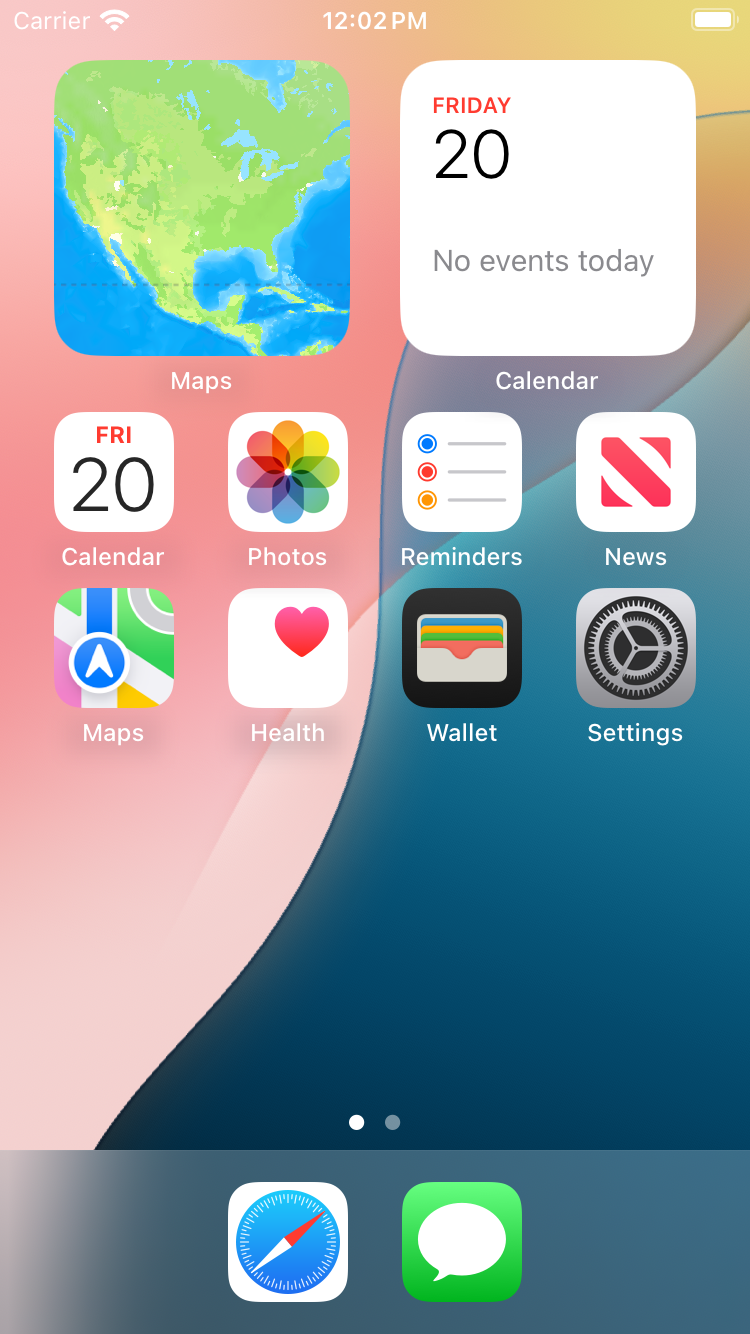 Carrier 12:02 PM
FRIDAY
20
No events today
Maps Calendar
FRI
20
Calendar Photos Reminders News
Maps Health Wallet Settings